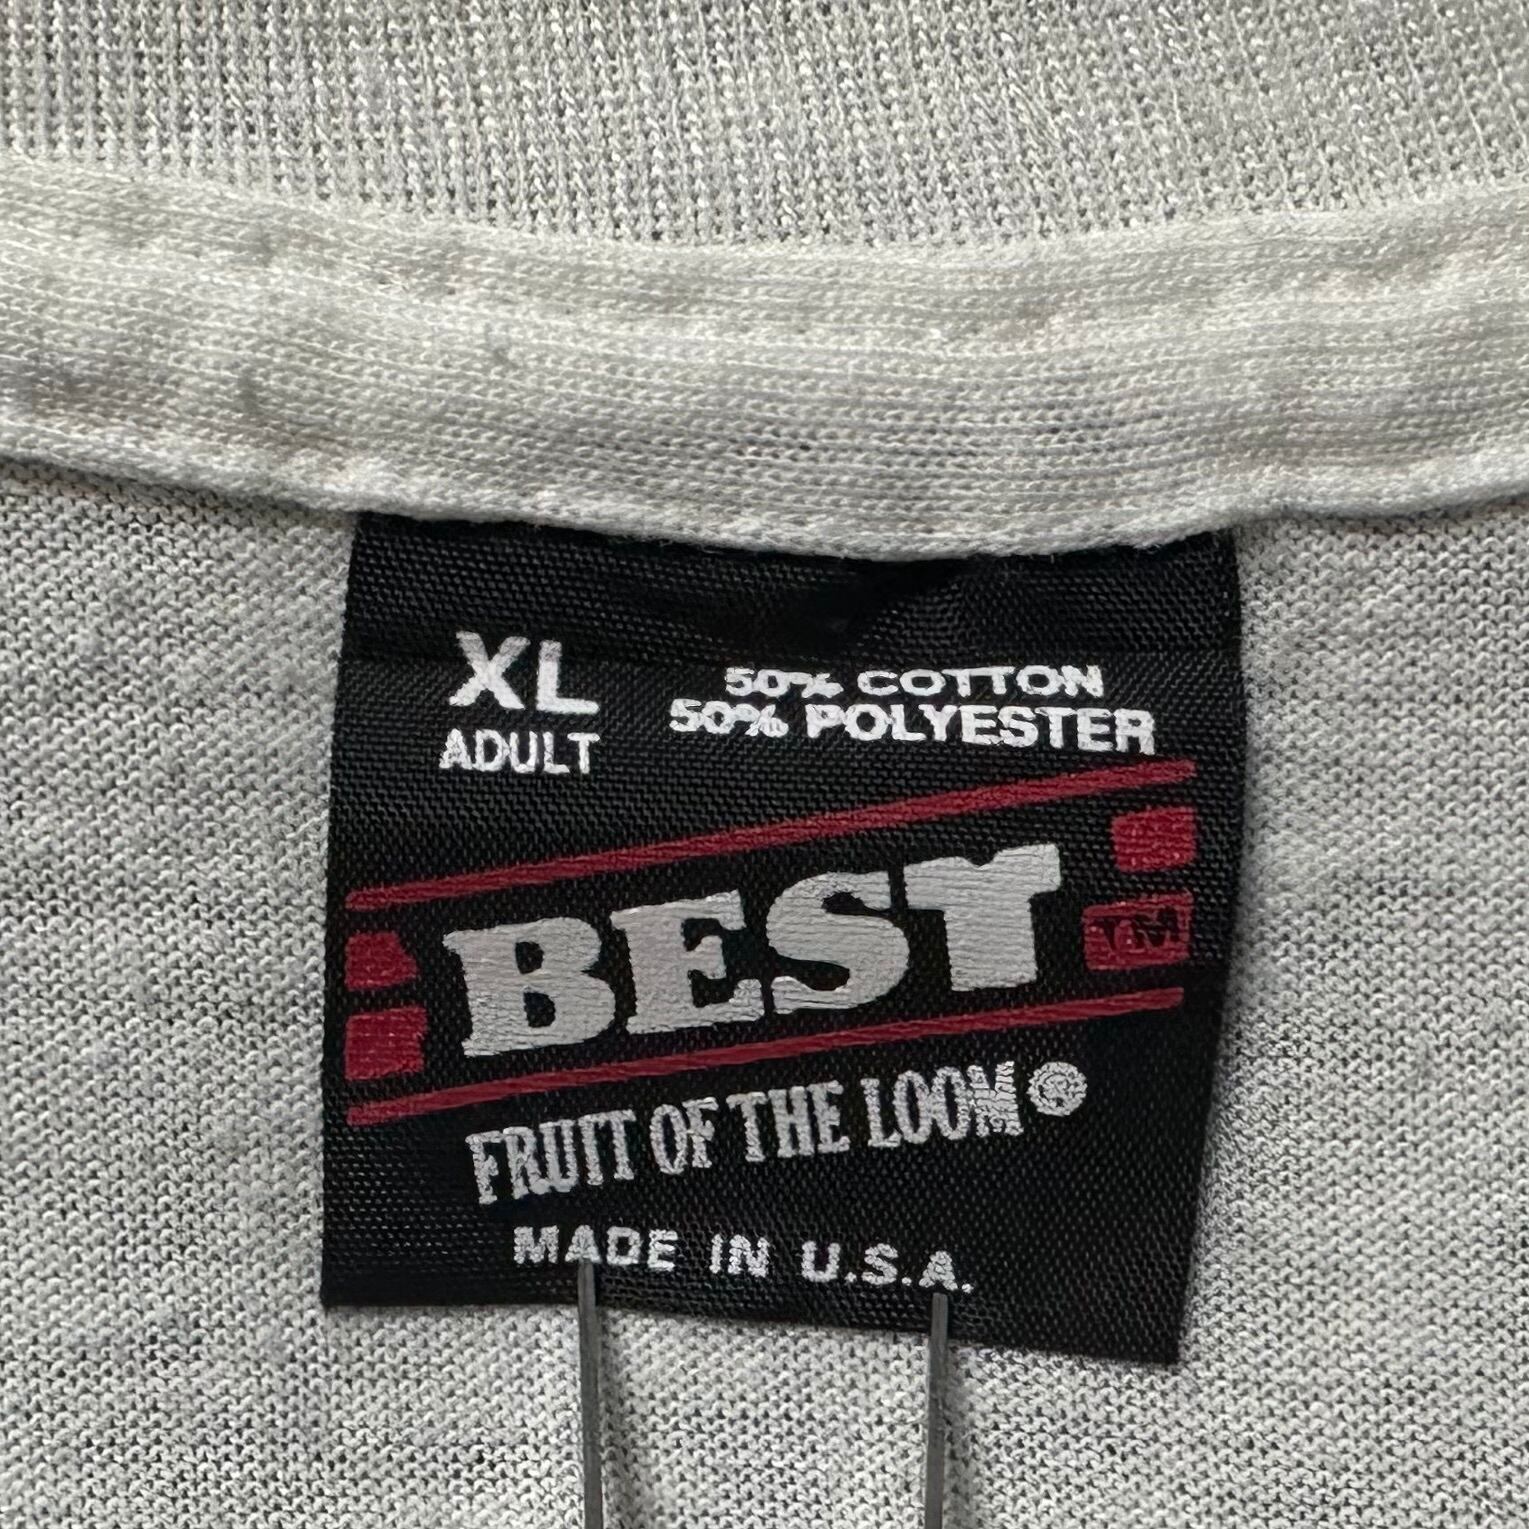 XL
ADULT
50% COTTON
50% POLYESTER
BEST
TM
FRUIT OF THE LOOM®
MADE IN U.S.A.